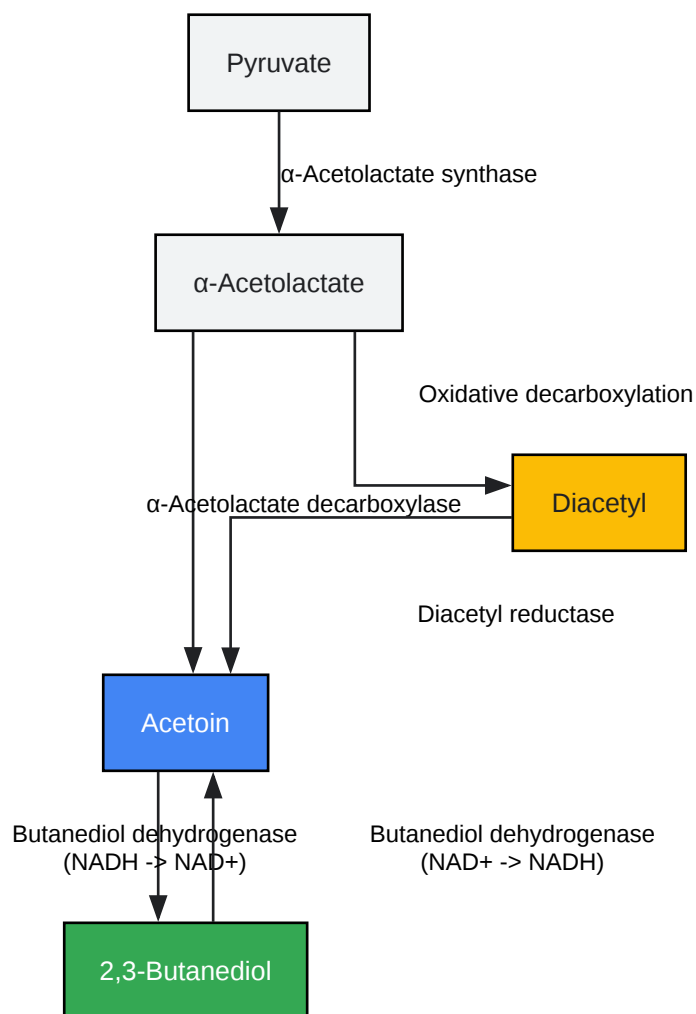 Pyruvate
α-Acetolactate synthase
α-Acetolactate
Oxidative decarboxylation
α-Acetolactate decarboxylase
Diacetyl
Diacetyl reductase
Acetoin
Butanediol dehydrogenase
(NADH -> NAD+)
Butanediol dehydrogenase
(NAD+ -> NADH)
2,3-Butanediol